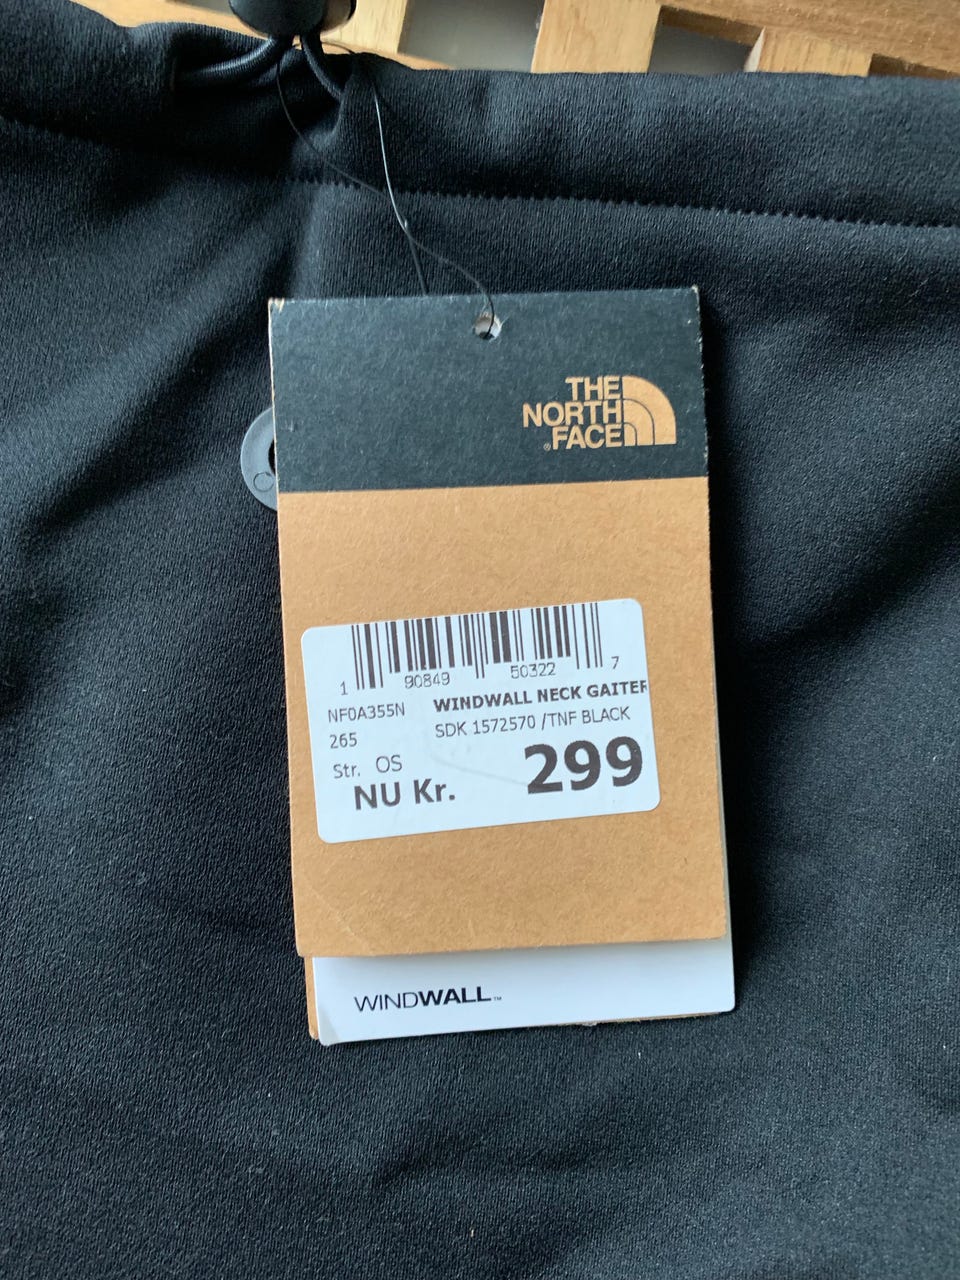 THE
NORTH
FACE
®
1 90849 50322 7
NF0A355N WINDWALL NECK GAITER
265 SDK 1572570 /TNF BLACK
Str. OS
NU Kr. 299
WINDWALL™